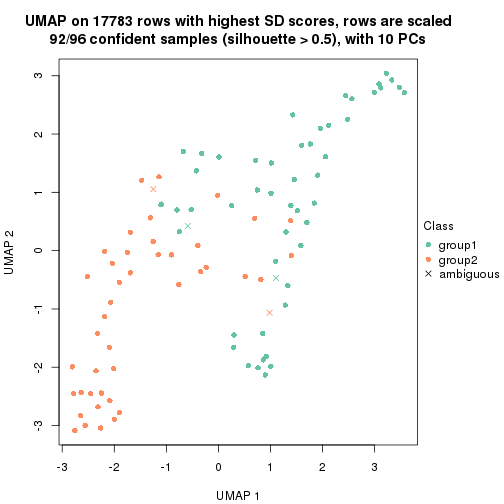 UMAP on 17783 rows with highest SD scores, rows are scaled
92/96 confident samples (silhouette > 0.5), with 10 PCs
3
2
1
0
-1
-2
-3
UMAP 2
-3
-2
-1
0
1
2
3
UMAP 1
Class
group1
group2
ambiguous